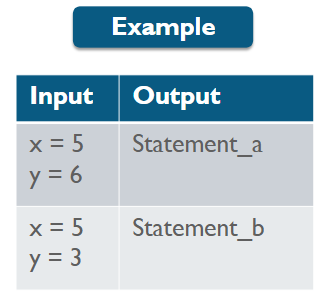 Example
Input Output
x = 5 Statement_a
y = 6
x = 5 Statement_b
y = 3